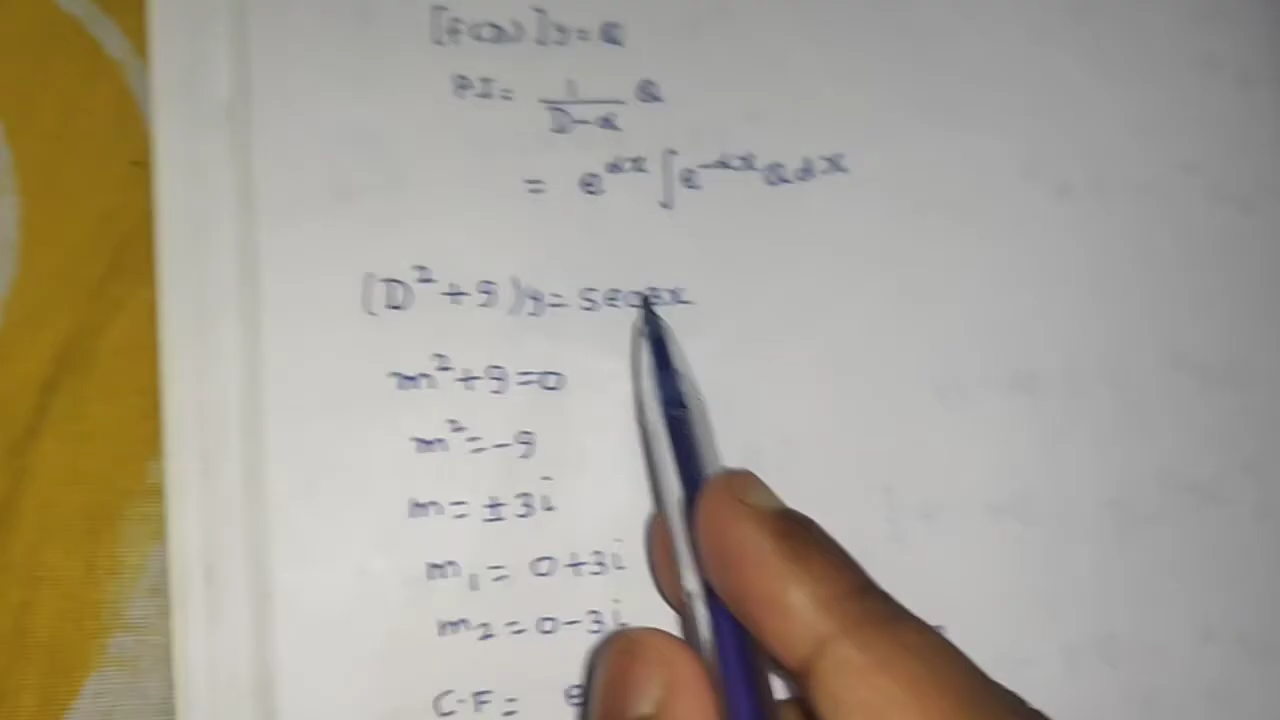 [f(D)]y = Q
PI = 1/(D-α) Q
= e^{αx} ∫e^{-αx} Q dx
(D²+9)y = sec3x
m²+9=0
m²=-9
m=±3i
m₁= 0+3i
m₂=0-3i
C.F= e